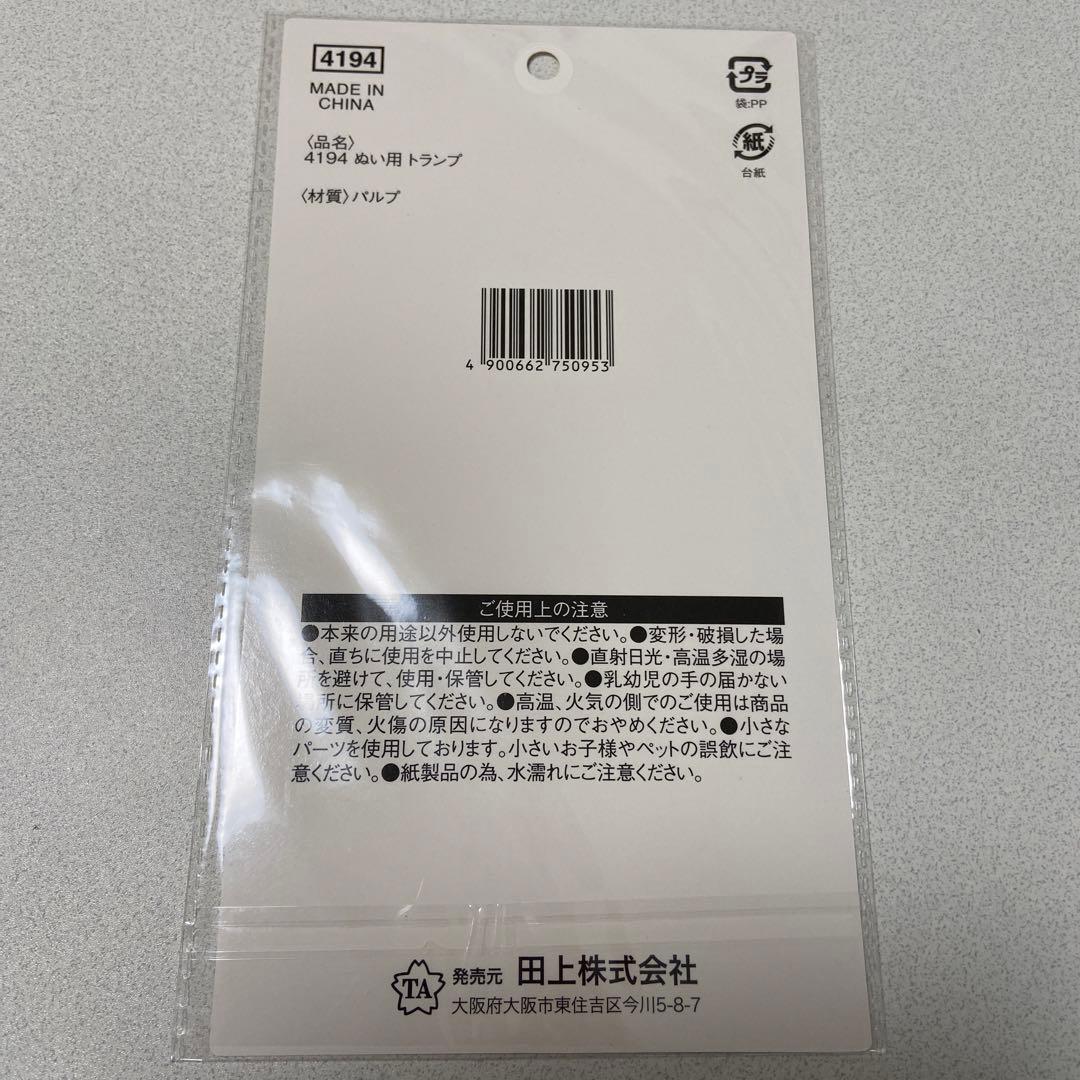 4194
MADE IN
CHINA
〈品名〉
4194 ぬい用 トランプ
〈材質〉パルプ
プラ
袋:PP
紙
台紙
4 900662 750953
ご使用上の注意
●本来の用途以外使用しないでください。●変形・破損した場
合、直ちに使用を中止してください。●直射日光・高温多湿の場
所を避けて、使用・保管してください。●乳幼児の手の届かない
場所に保管してください。●高温、火気の側でのご使用は商品
の変質、火傷の原因になりますのでおやめください。●小さな
パーツを使用しております。小さいお子様やペットの誤飲にご注
意ください。●紙製品の為、水濡れにご注意ください。
TA 発売元 田上株式会社
大阪府大阪市東住吉区今川5-8-7